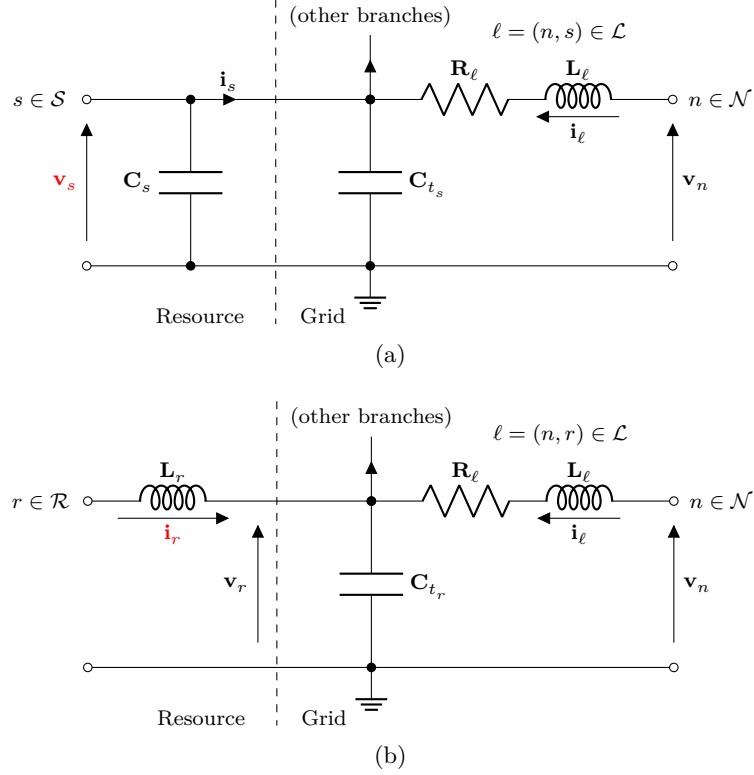 (other branches)
ℓ = (n, s) ∈ 𝓛
i_s
R_ℓ
L_ℓ
s ∈ 𝓢
n ∈ 𝓝
i_ℓ
v_s
C_s
C_{t_s}
v_n
Resource
Grid
(a)
(other branches)
ℓ = (n, r) ∈ 𝓛
L_r
R_ℓ
L_ℓ
r ∈ 𝓡
n ∈ 𝓝
i_r
i_ℓ
v_r
C_{t_r}
v_n
Resource
Grid
(b)